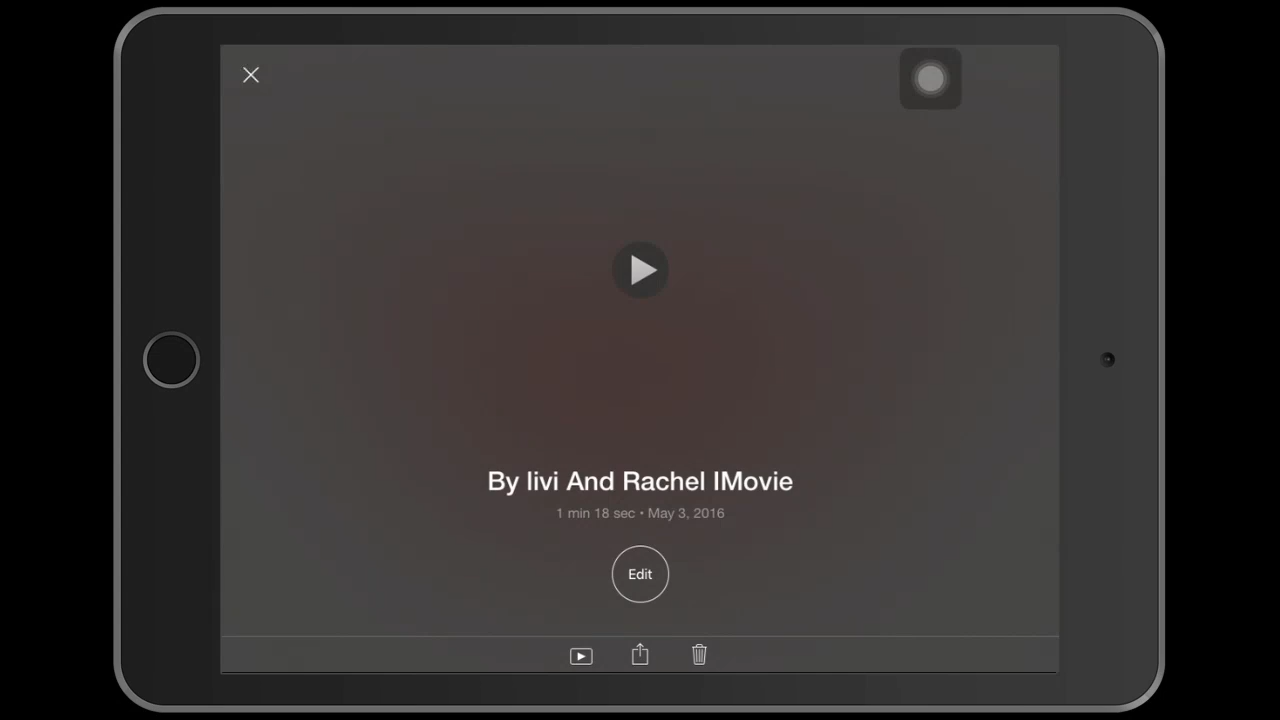 By livi And Rachel IMovie
1 min 18 sec • May 3, 2016
Edit